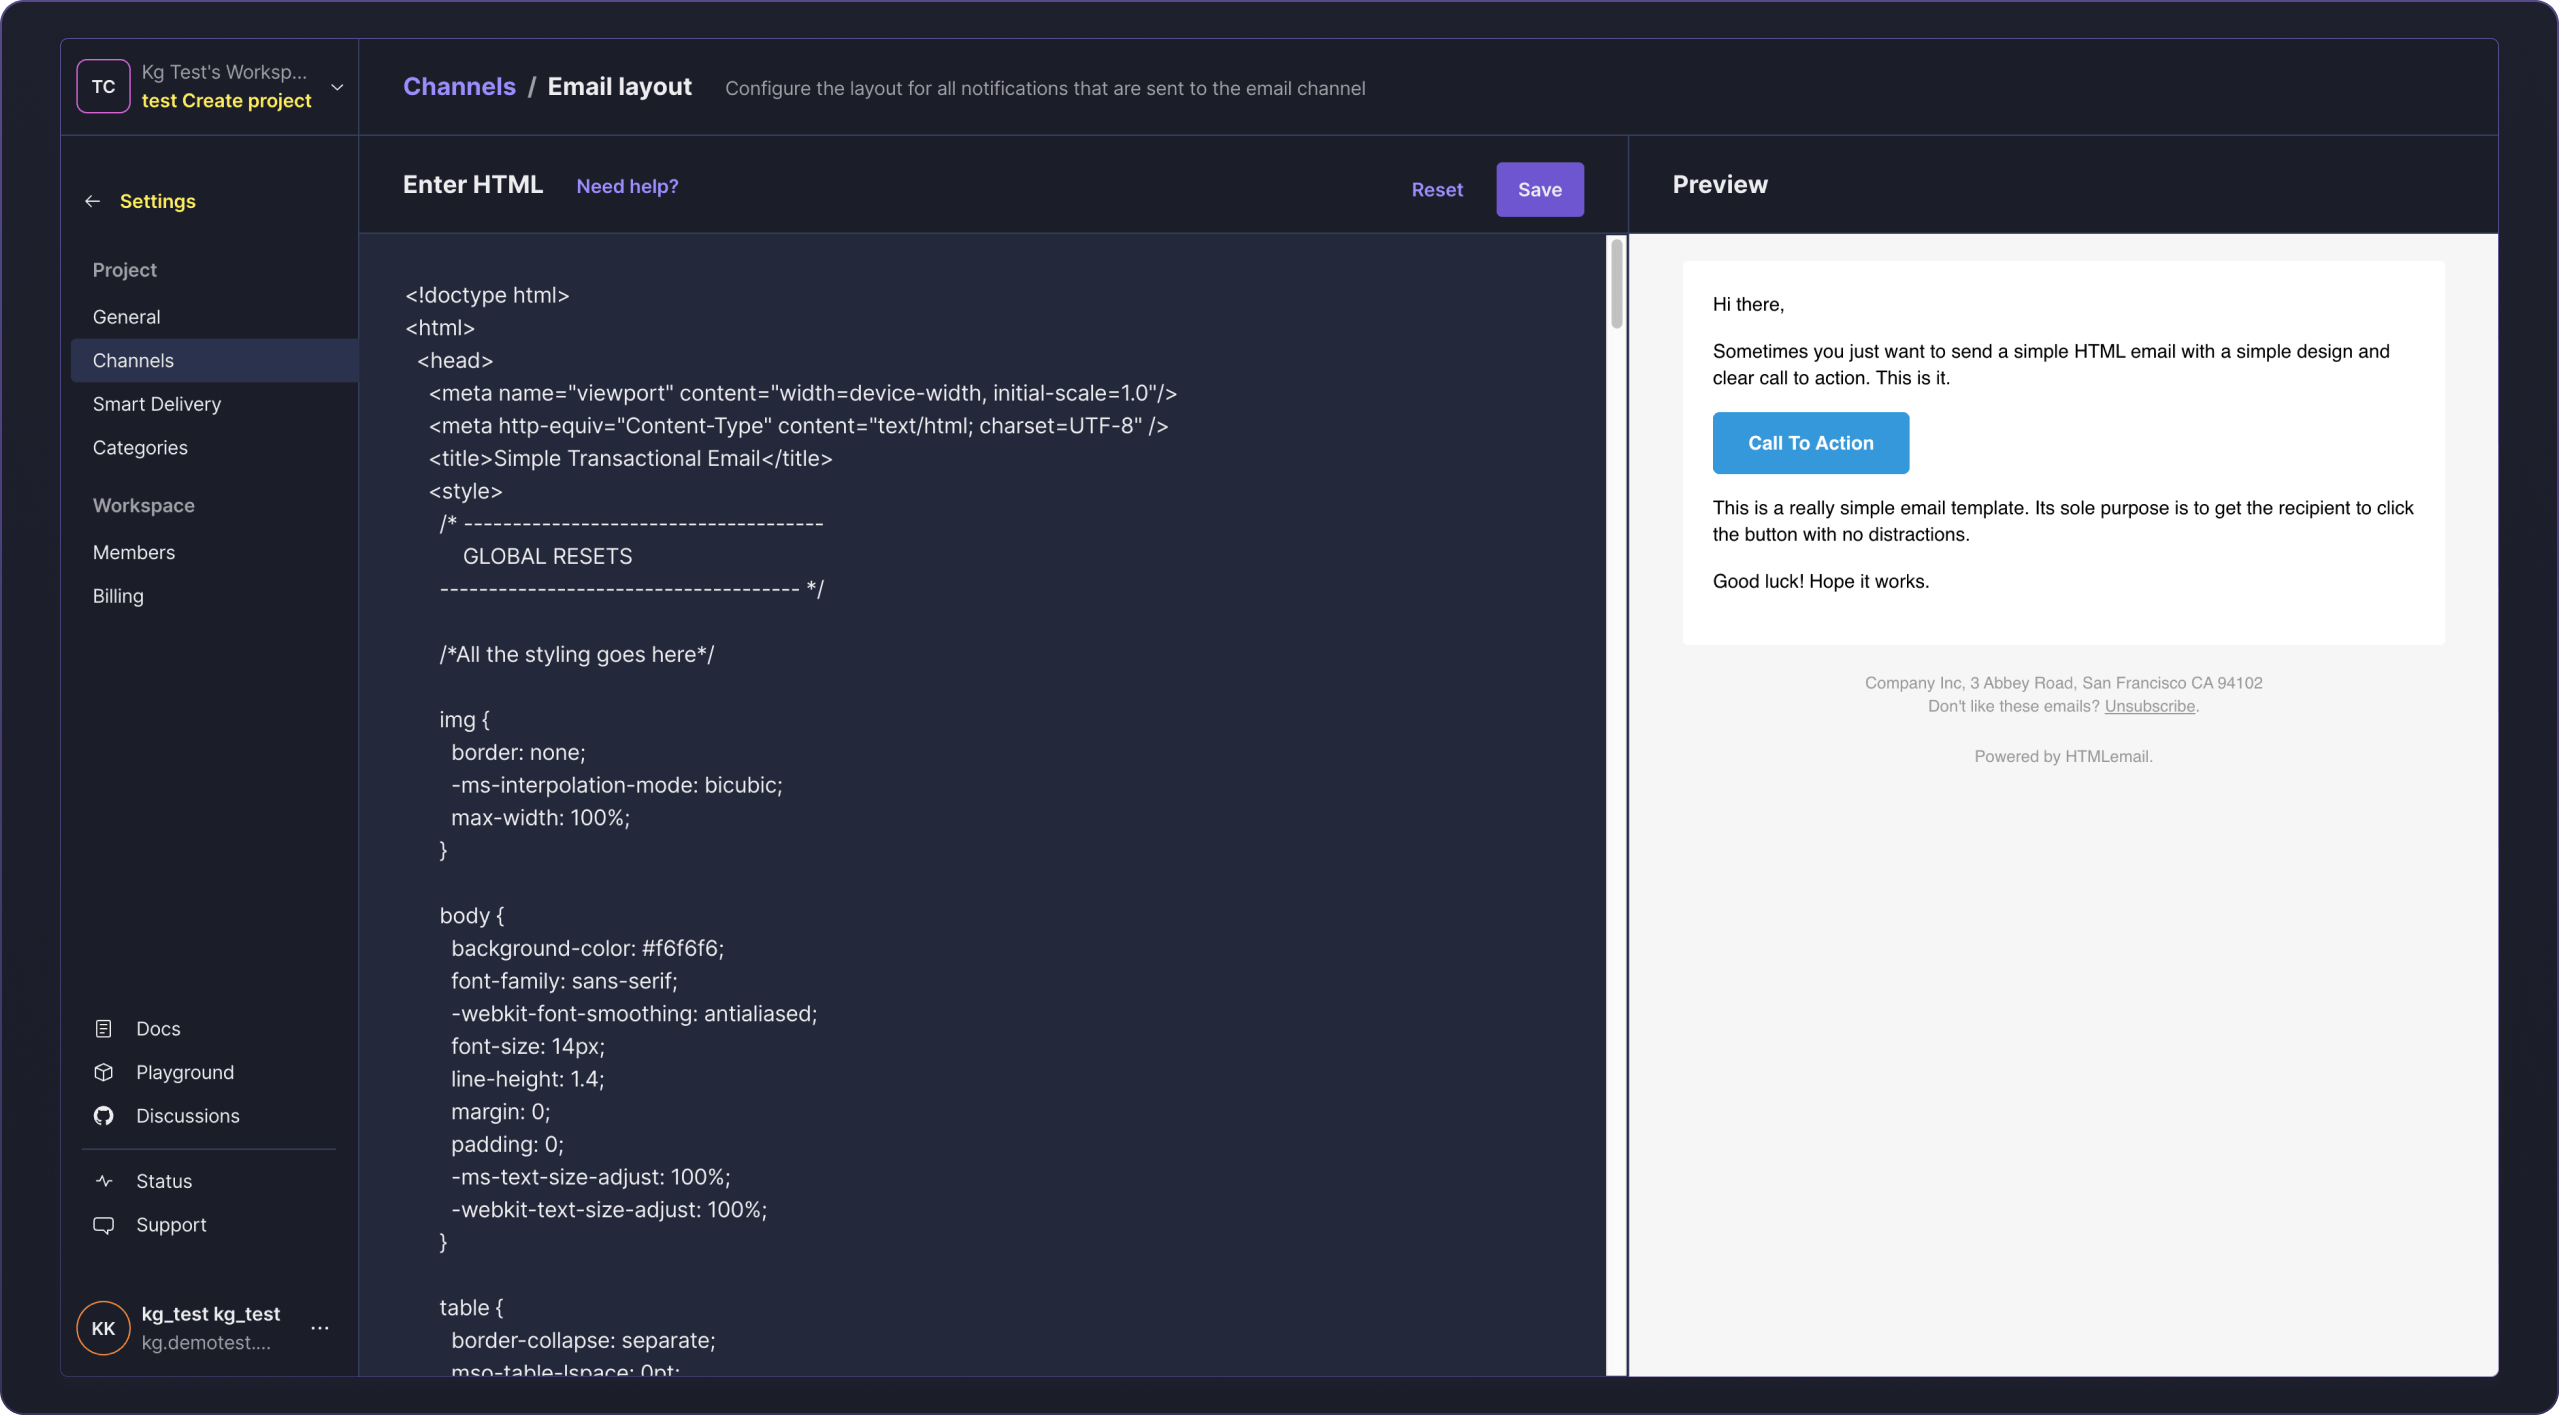 TC
Kg Test's Worksp...
test Create project
Channels / Email layout
Configure the layout for all notifications that are sent to the email channel
Settings
Project
General
Channels
Smart Delivery
Categories
Workspace
Members
Billing
Docs
Playground
Discussions
Status
Support
KK
kg_test kg_test
kg.demotest....
...
Enter HTML
Need help?
Reset
Save
<!doctype html>
<html>
<head>
<meta name="viewport" content="width=device-width, initial-scale=1.0"/>
<meta http-equiv="Content-Type" content="text/html; charset=UTF-8" />
<title>Simple Transactional Email</title>
<style>
/* -------------------------------------
GLOBAL RESETS
------------------------------------- */
/*All the styling goes here*/
img {
border: none;
-ms-interpolation-mode: bicubic;
max-width: 100%;
}
body {
background-color: #f6f6f6;
font-family: sans-serif;
-webkit-font-smoothing: antialiased;
font-size: 14px;
line-height: 1.4;
margin: 0;
padding: 0;
-ms-text-size-adjust: 100%;
-webkit-text-size-adjust: 100%;
}
table {
border-collapse: separate;
mso-table-lspace: 0pt;
Preview
Hi there,
Sometimes you just want to send a simple HTML email with a simple design and
clear call to action. This is it.
Call To Action
This is a really simple email template. Its sole purpose is to get the recipient to click
the button with no distractions.
Good luck! Hope it works.
Company Inc, 3 Abbey Road, San Francisco CA 94102
Don't like these emails? Unsubscribe.
Powered by HTMLemail.